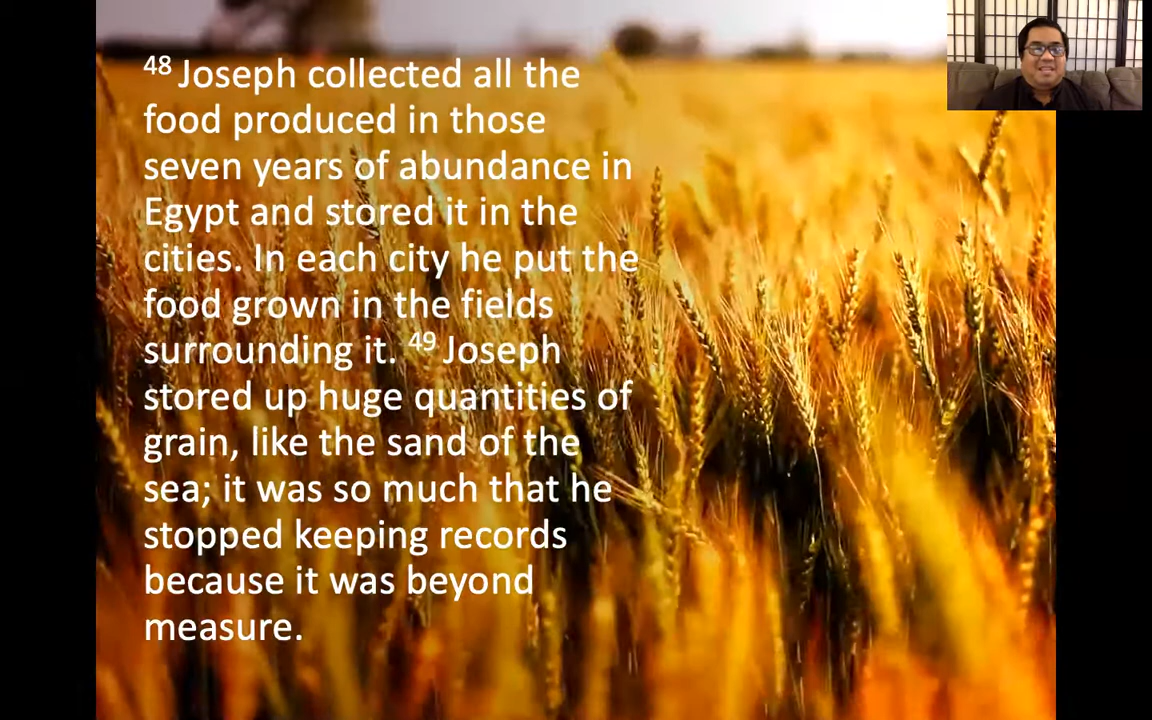 48 Joseph collected all the
food produced in those
seven years of abundance in
Egypt and stored it in the
cities. In each city he put the
food grown in the fields
surrounding it. 49 Joseph
stored up huge quantities of
grain, like the sand of the
sea; it was so much that he
stopped keeping records
because it was beyond
measure.